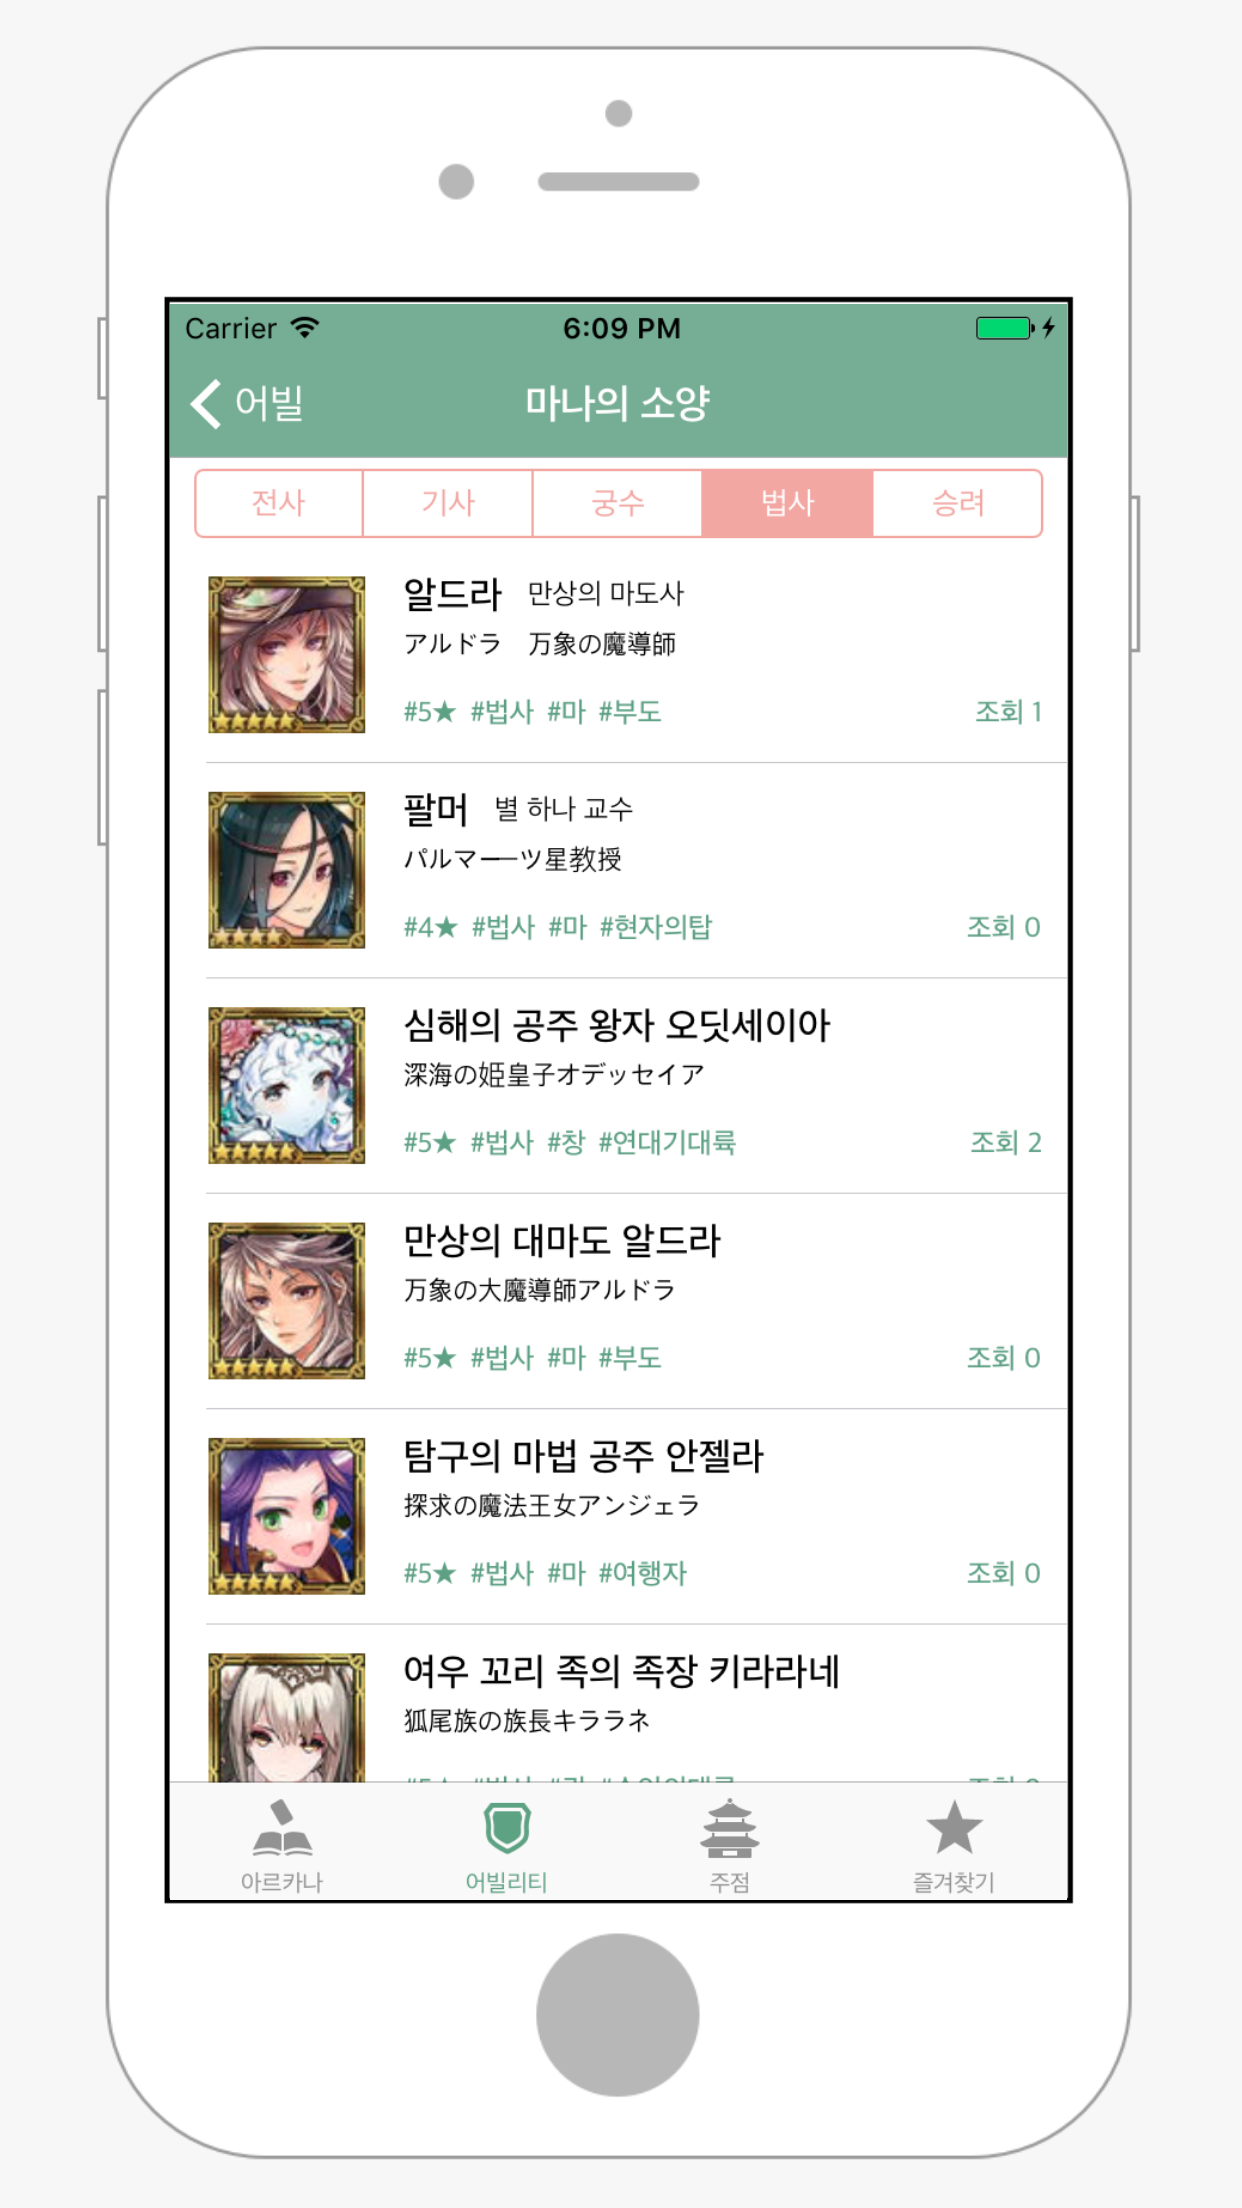 Carrier 6:09 PM
어빌 마나의 소양
전사 기사 궁수 법사 승려
알드라 만상의 마도사
アルドラ 万象の魔導師
#5★ #법사 #마 #부도 조회 1
팔머 별 하나 교수
パルマー一ツ星教授
#4★ #법사 #마 #현자의탑 조회 0
심해의 공주 왕자 오딧세이아
深海の姫皇子オデッセイア
#5★ #법사 #창 #연대기대륙 조회 2
만상의 대마도 알드라
万象の大魔導師アルドラ
#5★ #법사 #마 #부도 조회 0
탐구의 마법 공주 안젤라
探求の魔法王女アンジェラ
#5★ #법사 #마 #여행자 조회 0
여우 꼬리 족의 족장 키라라네
狐尾族の族長キララネ
아르카나 어빌리티 주점 즐겨찾기